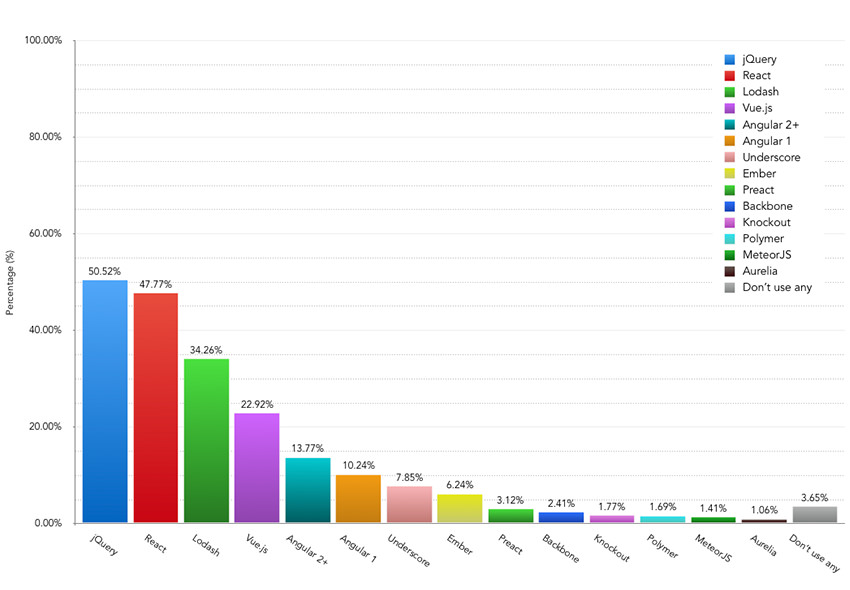 100.00%
80.00%
60.00%
40.00%
20.00%
0.00%
Percentage (%)
50.52%
47.77%
34.26%
22.92%
13.77%
10.24%
7.85%
6.24%
3.12%
2.41%
1.77%
1.69%
1.41%
1.06%
3.65%
jQuery
React
Lodash
Vue.js
Angular 2+
Angular 1
Underscore
Ember
Preact
Backbone
Knockout
Polymer
MeteorJS
Aurelia
Don't use any
jQuery
React
Lodash
Vue.js
Angular 2+
Angular 1
Underscore
Ember
Preact
Backbone
Knockout
Polymer
MeteorJS
Aurelia
Don't use any